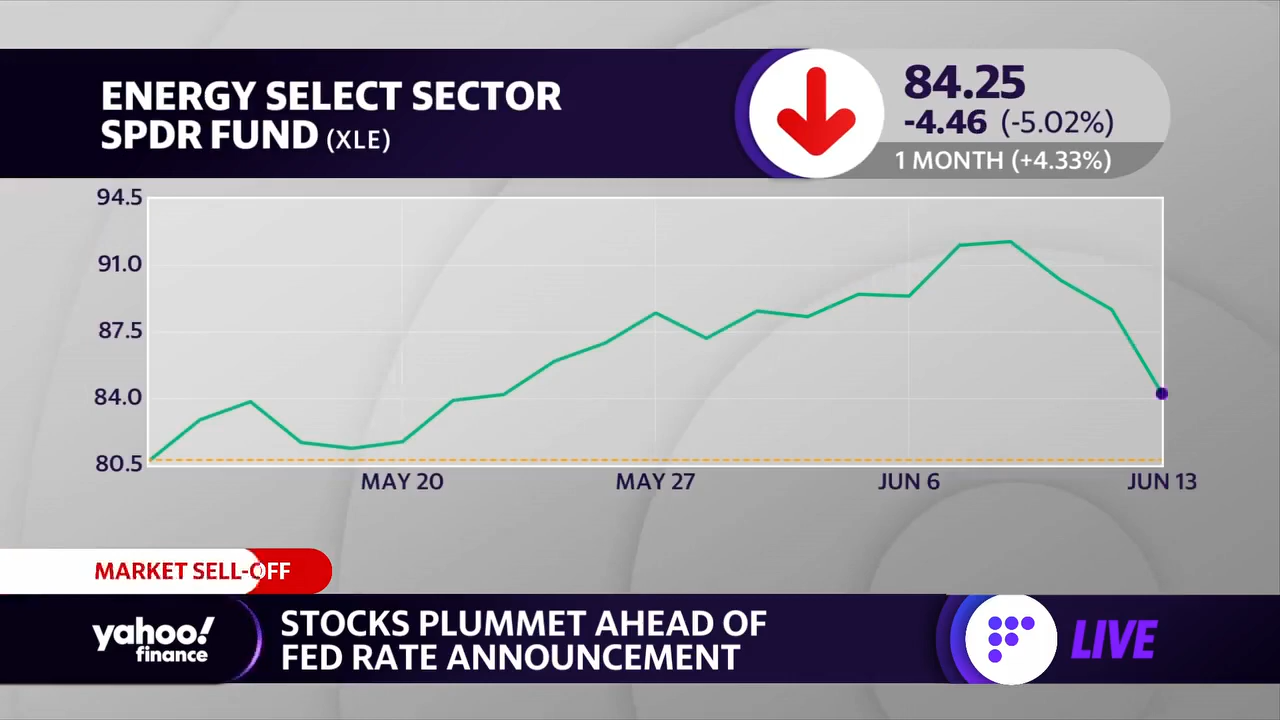 ENERGY SELECT SECTOR
SPDR FUND (XLE)
84.25
-4.46 (-5.02%)
1 MONTH (+4.33%)
94.5
91.0
87.5
84.0
80.5
MAY 20 MAY 27 JUN 6 JUN 13
MARKET SELL-OFF
yahoo!
finance
STOCKS PLUMMET AHEAD OF
FED RATE ANNOUNCEMENT
LIVE